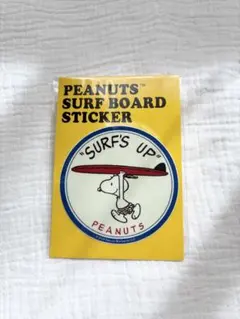 PEANUTS™
SURF BOARD
STICKER
"SURF'S UP"
PEANUTS